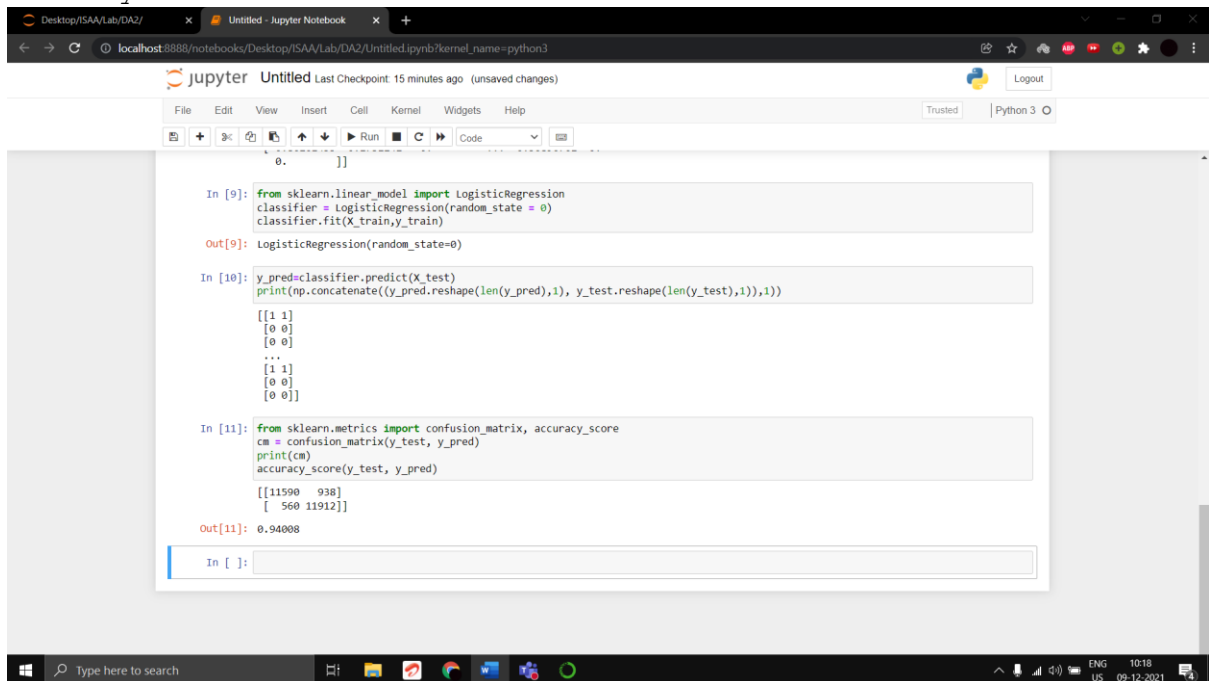 Desktop/ISAA/Lab/DA2/
Untitled - Jupyter Notebook
localhost:8888/notebooks/Desktop/ISAA/Lab/DA2/Untitled.ipynb?kernel_name=python3
jupyter Untitled Last Checkpoint: 15 minutes ago (unsaved changes)
Logout
File Edit View Insert Cell Kernel Widgets Help
Trusted
Python 3
Run
Code
0. ]]
In [9]: from sklearn.linear_model import LogisticRegression
classifier = LogisticRegression(random_state = 0)
classifier.fit(X_train,y_train)
Out[9]: LogisticRegression(random_state=0)
In [10]: y_pred=classifier.predict(X_test)
print(np.concatenate((y_pred.reshape(len(y_pred),1), y_test.reshape(len(y_test),1)),1))
[[1 1]
[0 0]
[0 0]
...
[1 1]
[0 0]
[0 0]]
In [11]: from sklearn.metrics import confusion_matrix, accuracy_score
cm = confusion_matrix(y_test, y_pred)
print(cm)
accuracy_score(y_test, y_pred)
[[11590 938]
[ 560 11912]]
Out[11]: 0.94008
In [ ]:
Type here to search
ENG
US
10:18
09-12-2021